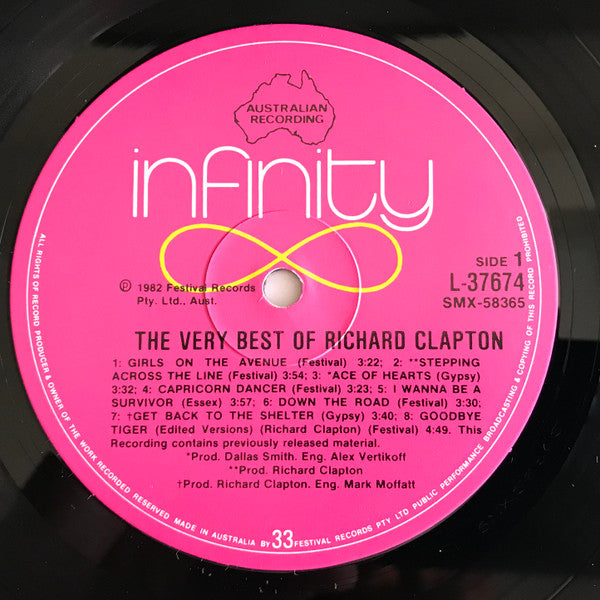 AUSTRALIAN
RECORDING
infinity
SIDE 1
L-37674
SMX-58365
℗ 1982 Festival Records
Pty. Ltd., Aust.
THE VERY BEST OF RICHARD CLAPTON
1: GIRLS ON THE AVENUE (Festival) 3:22; 2: **STEPPING
ACROSS THE LINE (Festival) 3:54; 3: *ACE OF HEARTS (Gypsy)
3:32; 4: CAPRICORN DANCER (Festival) 3:23; 5: I WANNA BE A
SURVIVOR (Essex) 3:57; 6: DOWN THE ROAD (Festival) 3:30;
7: †GET BACK TO THE SHELTER (Gypsy) 3:40; 8: GOODBYE
TIGER (Edited Versions) (Richard Clapton) (Festival) 4:49. This
Recording contains previously released material.
*Prod. Dallas Smith. Eng. Alex Vertikoff
**Prod. Richard Clapton
†Prod. Richard Clapton. Eng. Mark Moffatt
ALL RIGHTS OF RECORD PRODUCER & OWNER OF THE WORK RECORDED RESERVED MADE IN AUSTRALIA BY 33 FESTIVAL RECORDS PTY LTD PUBLIC PERFORMANCE BROADCASTING & COPYING OF THIS RECORD PROHIBITED